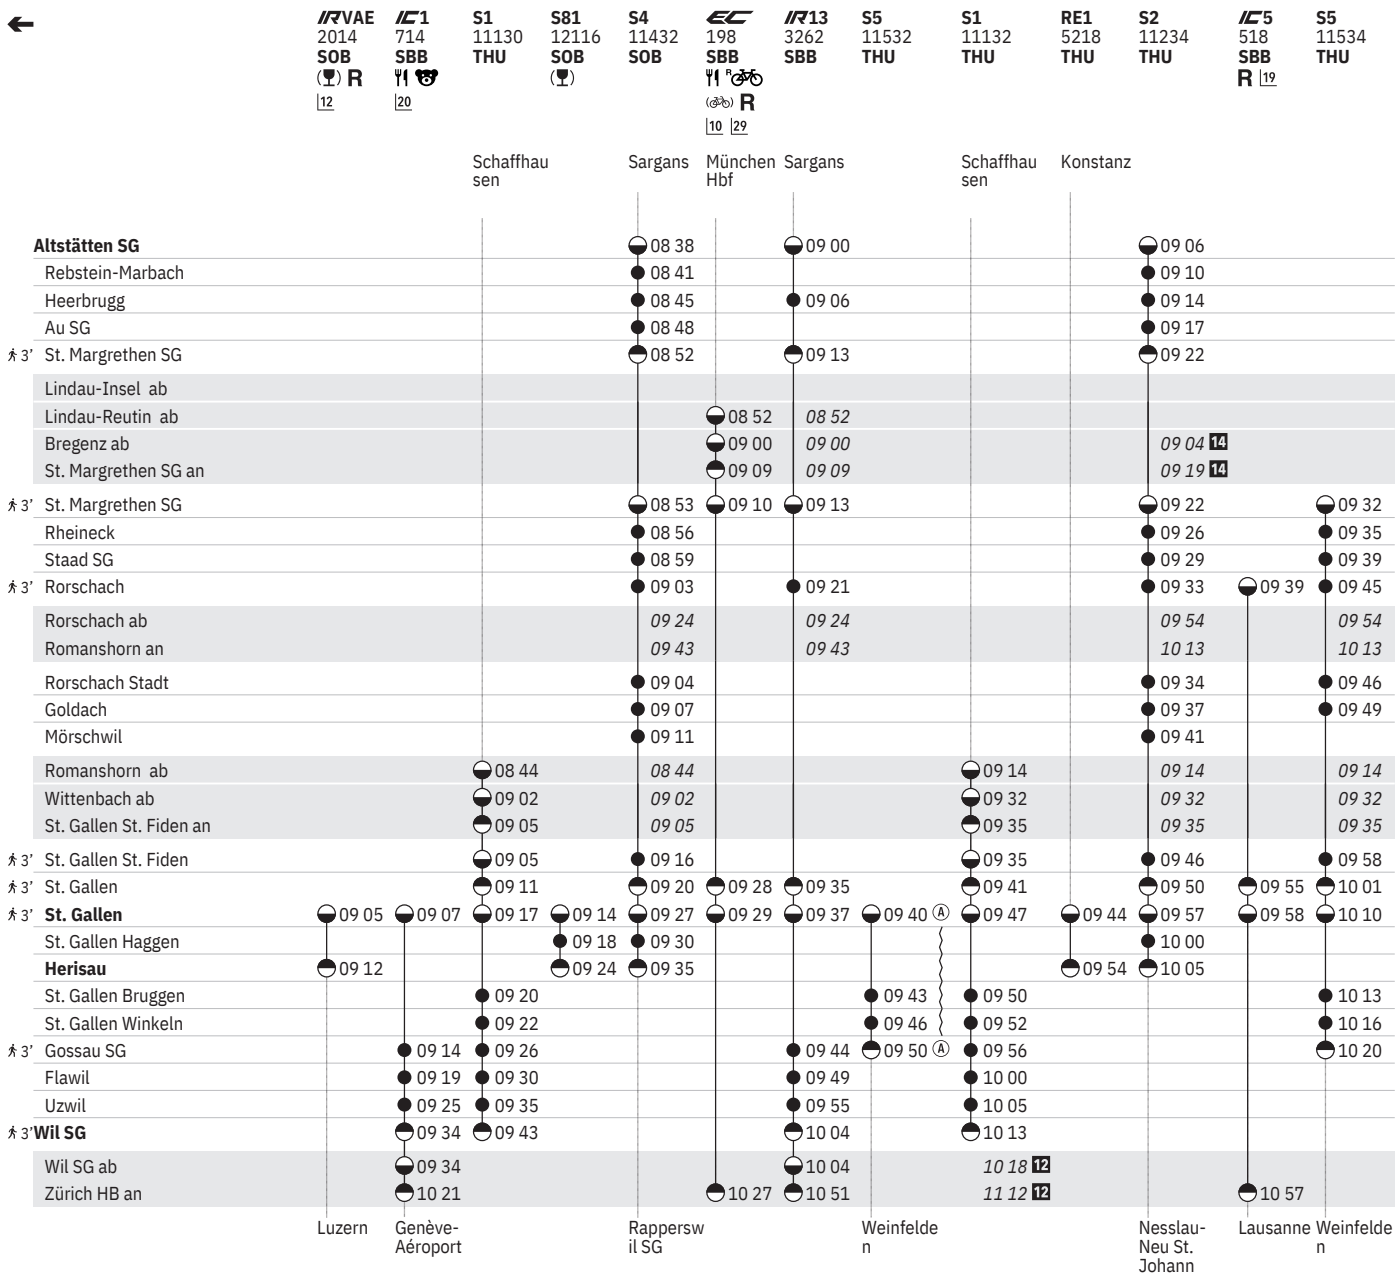 IRVAE IC1 S1 S81 S4 EC IR13 S5 S1 RE1 S2 IC5 S5
2014 714 11130 12116 11432 198 3262 11532 11132 5218 11234 518 11534
SOB SBB THU SOB SOB SBB SBB THU THU THU THU SBB THU
R R R 19
12 20 R
10 29
Schaffhau Sargans München Sargans Schaffhau Konstanz
sen Hbf sen
Altstätten SG 08 38 09 00 09 06
Rebstein-Marbach 08 41 09 10
Heerbrugg 08 45 09 06 09 14
Au SG 08 48 09 17
3' St. Margrethen SG 08 52 09 13 09 22
Lindau-Insel ab
Lindau-Reutin ab 08 52 08 52
Bregenz ab 09 00 09 00 09 04 14
St. Margrethen SG an 09 09 09 09 09 19 14
3' St. Margrethen SG 08 53 09 10 09 13 09 22 09 32
Rheineck 08 56 09 26 09 35
Staad SG 08 59 09 29 09 39
3' Rorschach 09 03 09 21 09 33 09 39 09 45
Rorschach ab 09 24 09 24 09 54 09 54
Romanshorn an 09 43 09 43 10 13 10 13
Rorschach Stadt 09 04 09 34 09 46
Goldach 09 07 09 37 09 49
Mörschwil 09 11 09 41
Romanshorn ab 08 44 08 44 09 14 09 14 09 14
Wittenbach ab 09 02 09 02 09 32 09 32 09 32
St. Gallen St. Fiden an 09 05 09 05 09 35 09 35 09 35
3' St. Gallen St. Fiden 09 05 09 16 09 35 09 46 09 58
3' St. Gallen 09 11 09 20 09 28 09 35 09 41 09 50 09 55 10 01
3' St. Gallen 09 05 09 07 09 17 09 14 09 27 09 29 09 37 09 40 A 09 47 09 44 09 57 09 58 10 10
St. Gallen Haggen 09 18 09 30 10 00
Herisau 09 12 09 24 09 35 09 54 10 05
St. Gallen Bruggen 09 20 09 43 09 50 10 13
St. Gallen Winkeln 09 22 09 46 09 52 10 16
3' Gossau SG 09 14 09 26 09 44 09 50 A 09 56 10 20
Flawil 09 19 09 30 09 49 10 00
Uzwil 09 25 09 35 09 55 10 05
3' Wil SG 09 34 09 43 10 04 10 13
Wil SG ab 09 34 10 04 10 18 12
Zürich HB an 10 21 10 27 10 51 11 12 12 10 57
Luzern Genève- Rappersw Weinfelde Nesslau- Lausanne Weinfelde
Aéroport il SG n Neu St. n
Johann